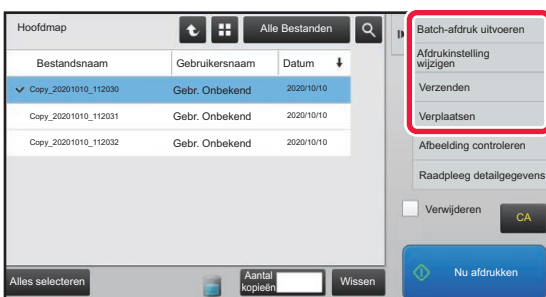 Hoofdmap
Alle Bestanden
Bestandsnaam Gebruikersnaam Datum
Copy_20201010_112030 Gebr. Onbekend 2020/10/10
Copy_20201010_112031 Gebr. Onbekend 2020/10/10
Copy_20201010_112032 Gebr. Onbekend 2020/10/10
Alles selecteren
Aantal
kopieën
Wissen
Batch-afdruk uitvoeren
Afdrukinstelling
wijzigen
Verzenden
Verplaatsen
Afbeelding controleren
Raadpleeg detailgegevens
Verwijderen
CA
Nu afdrukken